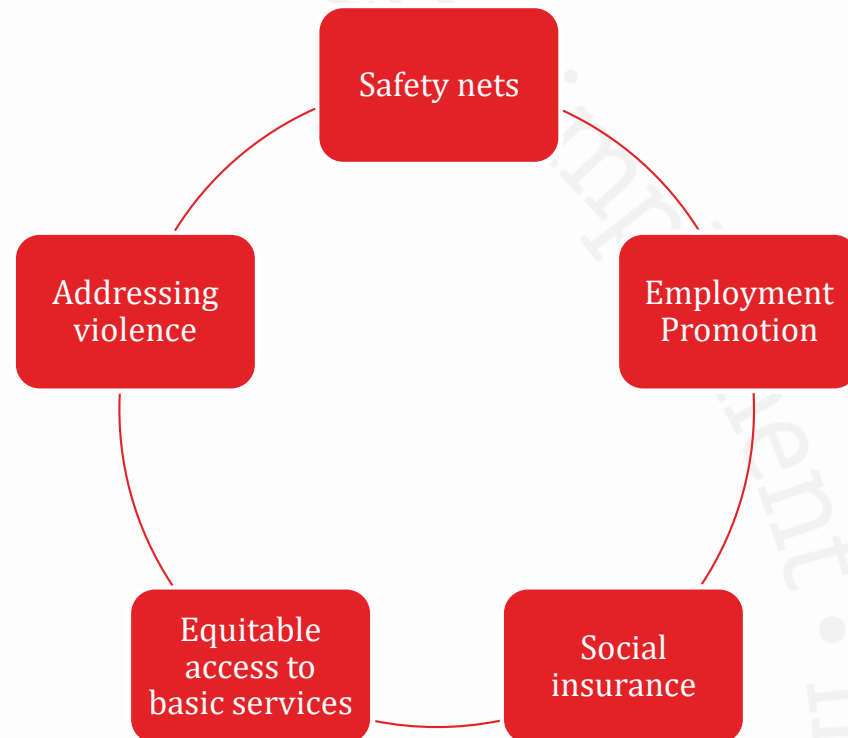 Safety nets
Employment
Promotion
Social
insurance
Equitable
access to
basic services
Addressing
violence